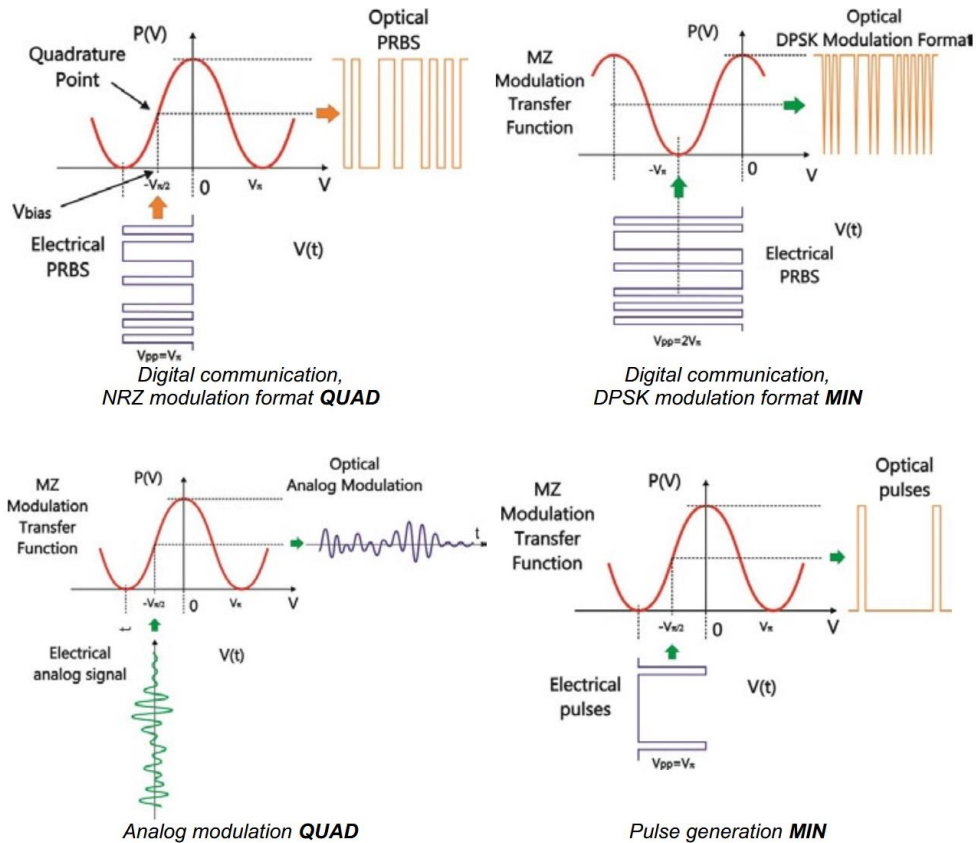 P(V)
Optical
PRBS
Quadrature
Point
-Vπ/2
0
Vπ
V
Vbias
Electrical
PRBS
V(t)
Vpp=Vπ
Digital communication,
NRZ modulation format QUAD
P(V)
Optical
DPSK Modulation Format
MZ
Modulation
Transfer
Function
-Vπ
0
V
V(t)
Electrical
PRBS
Vpp=2Vπ
Digital communication,
DPSK modulation format MIN
P(V)
Optical
Analog Modulation
MZ
Modulation
Transfer
Function
t
-Vπ/2
0
Vπ
V
t
Electrical
analog signal
V(t)
Analog modulation QUAD
P(V)
Optical
pulses
MZ
Modulation
Transfer
Function
-Vπ/2
0
Vπ
V
Electrical
pulses
V(t)
Vpp=Vπ
Pulse generation MIN